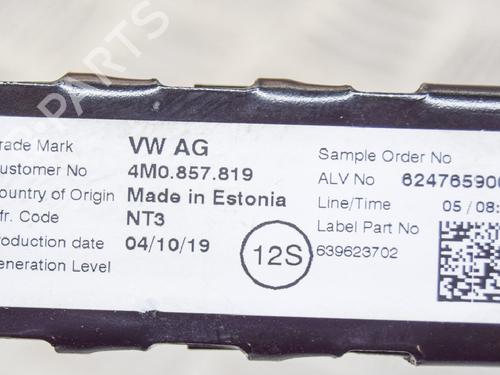 rade Mark VW AG
ustomer No 4M0.857.819
ountry of Origin Made in Estonia
fr. Code NT3
roduction date 04/10/19
eneration Level
12S
Sample Order No
ALV No 62476590
Line/Time 05 / 08:
Label Part No
639623702
PARTS